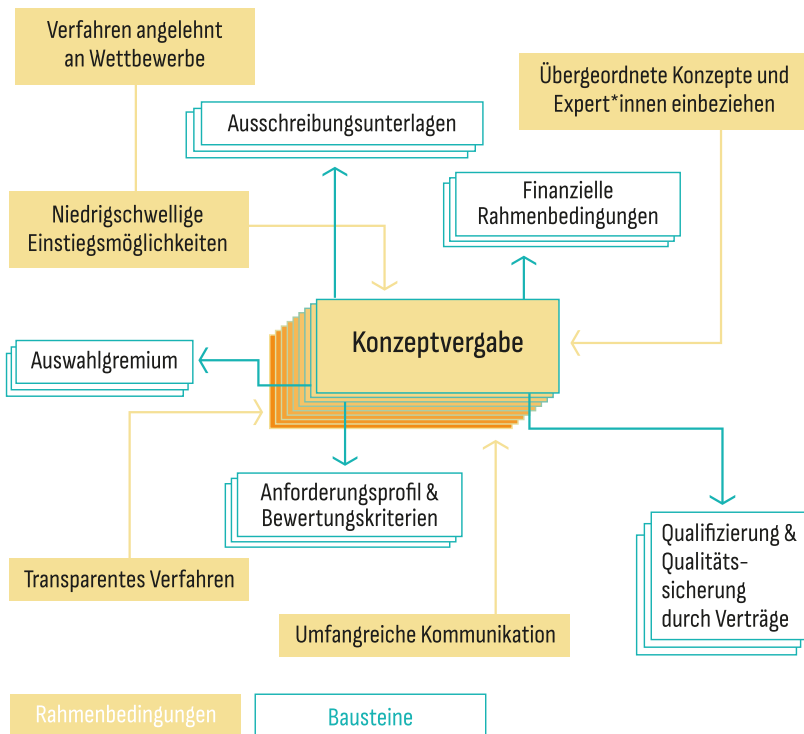 Verfahren angelehnt
an Wettbewerbe
Übergeordnete Konzepte und
Expert*innen einbeziehen
Ausschreibungsunterlagen
Finanzielle
Rahmenbedingungen
Niedrigschwellige
Einstiegsmöglichkeiten
Konzeptvergabe
Auswahlgremium
Anforderungsprofil &
Bewertungskriterien
Qualifizierung &
Qualitäts-
sicherung
durch Verträge
Transparentes Verfahren
Umfangreiche Kommunikation
Rahmenbedingungen
Bausteine